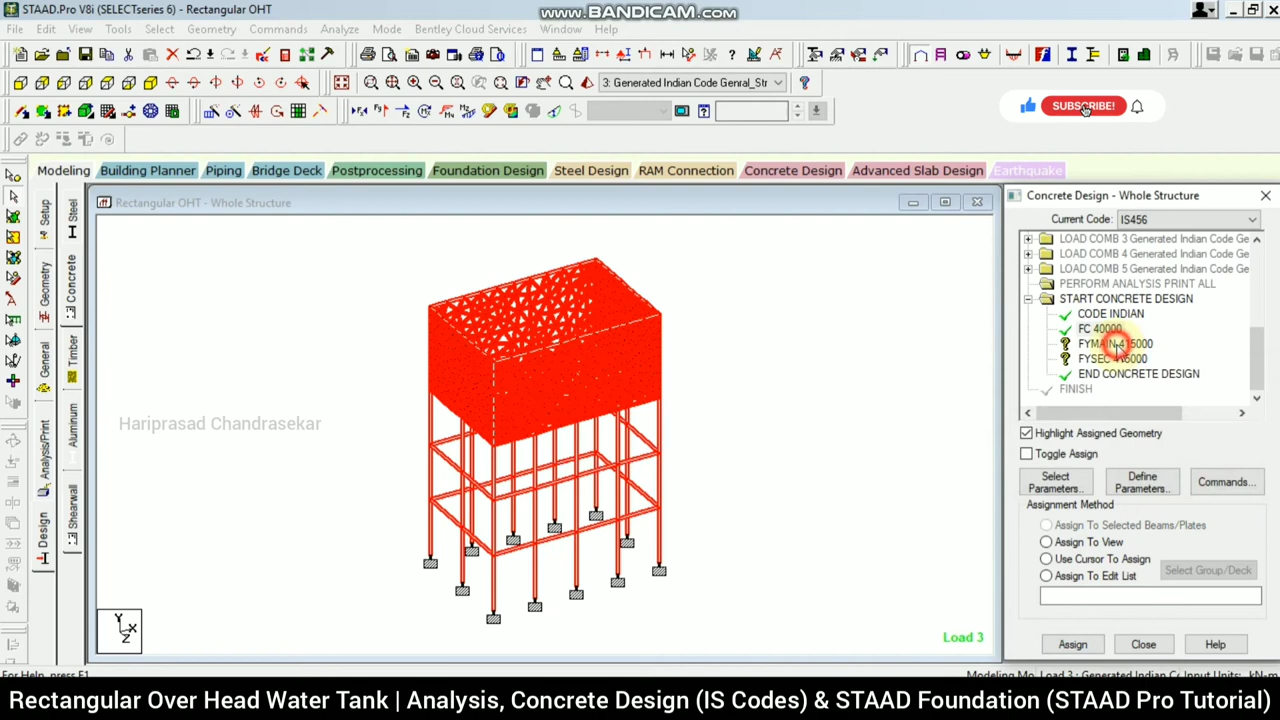 STAAD.Pro V8i (SELECTseries 6) - Rectangular OHT
www.BANDICAM.com
File Edit View Tools Select Geometry Commands Analyze Mode Bentley Cloud Services Window Help
3: Generated Indian Code Genral_Str
SUBSCRIBE!
Modeling Building Planner Piping Bridge Deck Postprocessing Foundation Design Steel Design RAM Connection Concrete Design Advanced Slab Design Earthquake
Setup
Geometry
General
Analysis/Print
Design
Steel
Concrete
Timber
Aluminum
Shearwall
Rectangular OHT - Whole Structure
Hariprasad Chandrasekar
Y
X
Z
Load 3
Concrete Design - Whole Structure
Current Code: IS456
LOAD COMB 3 Generated Indian Code Ge
LOAD COMB 4 Generated Indian Code Ge
LOAD COMB 5 Generated Indian Code Ge
PERFORM ANALYSIS PRINT ALL
START CONCRETE DESIGN
CODE INDIAN
FC 40000
FYMAIN 415000
FYSEC 415000
END CONCRETE DESIGN
FINISH
Highlight Assigned Geometry
Toggle Assign
Select Parameters..
Define Parameters..
Commands...
Assignment Method
Assign To Selected Beams/Plates
Assign To View
Use Cursor To Assign
Assign To Edit List
Select Group/Deck
Assign Close Help
For Help, press F1
Rectangular Over Head Water Tank | Analysis, Concrete Design (IS Codes) & STAAD Foundation (STAAD Pro Tutorial)